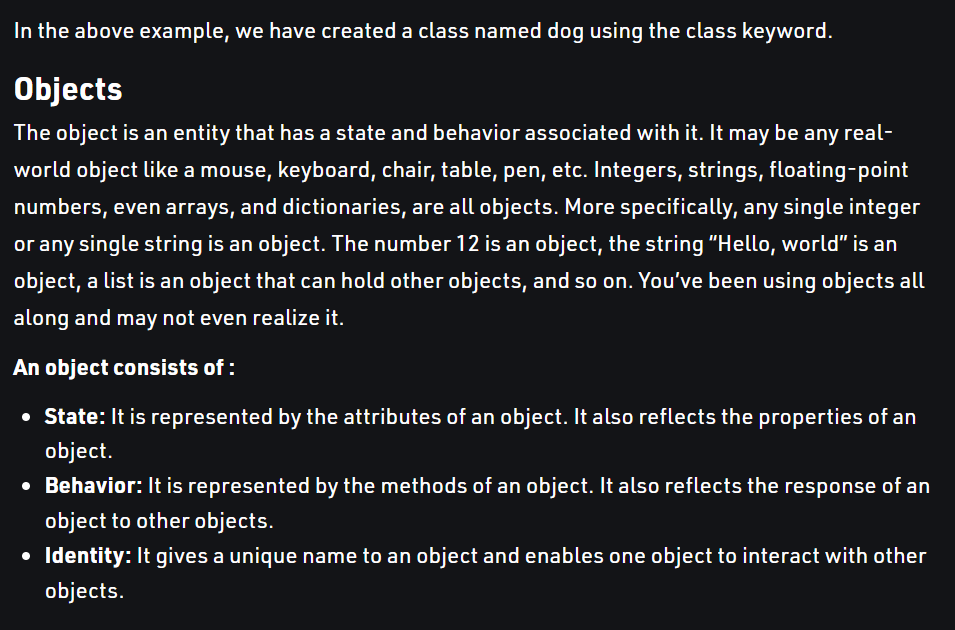 In the above example, we have created a class named dog using the class keyword.
Objects
The object is an entity that has a state and behavior associated with it. It may be any real-
world object like a mouse, keyboard, chair, table, pen, etc. Integers, strings, floating-point
numbers, even arrays, and dictionaries, are all objects. More specifically, any single integer
or any single string is an object. The number 12 is an object, the string “Hello, world” is an
object, a list is an object that can hold other objects, and so on. You’ve been using objects all
along and may not even realize it.
An object consists of :
• State: It is represented by the attributes of an object. It also reflects the properties of an
object.
• Behavior: It is represented by the methods of an object. It also reflects the response of an
object to other objects.
• Identity: It gives a unique name to an object and enables one object to interact with other
objects.